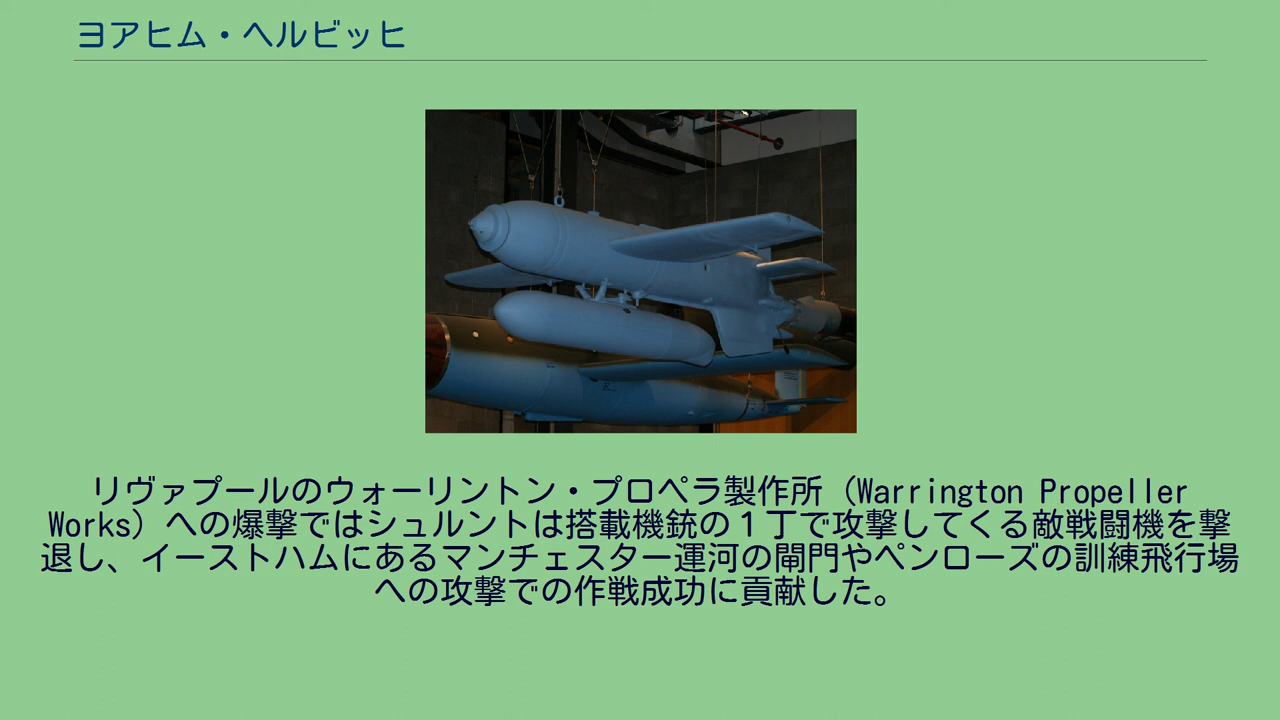 ヨアヒム・ヘルビッヒ
リヴァプールのウォーリントン・プロペラ製作所（Warrington Propeller
Works）への爆撃ではシュルントは搭載機銃の１丁で攻撃してくる敵戦闘機を撃
退し、イーストハムにあるマンチェスター運河の閘門やペンローズの訓練飛行場
への攻撃での作戦成功に貢献した。